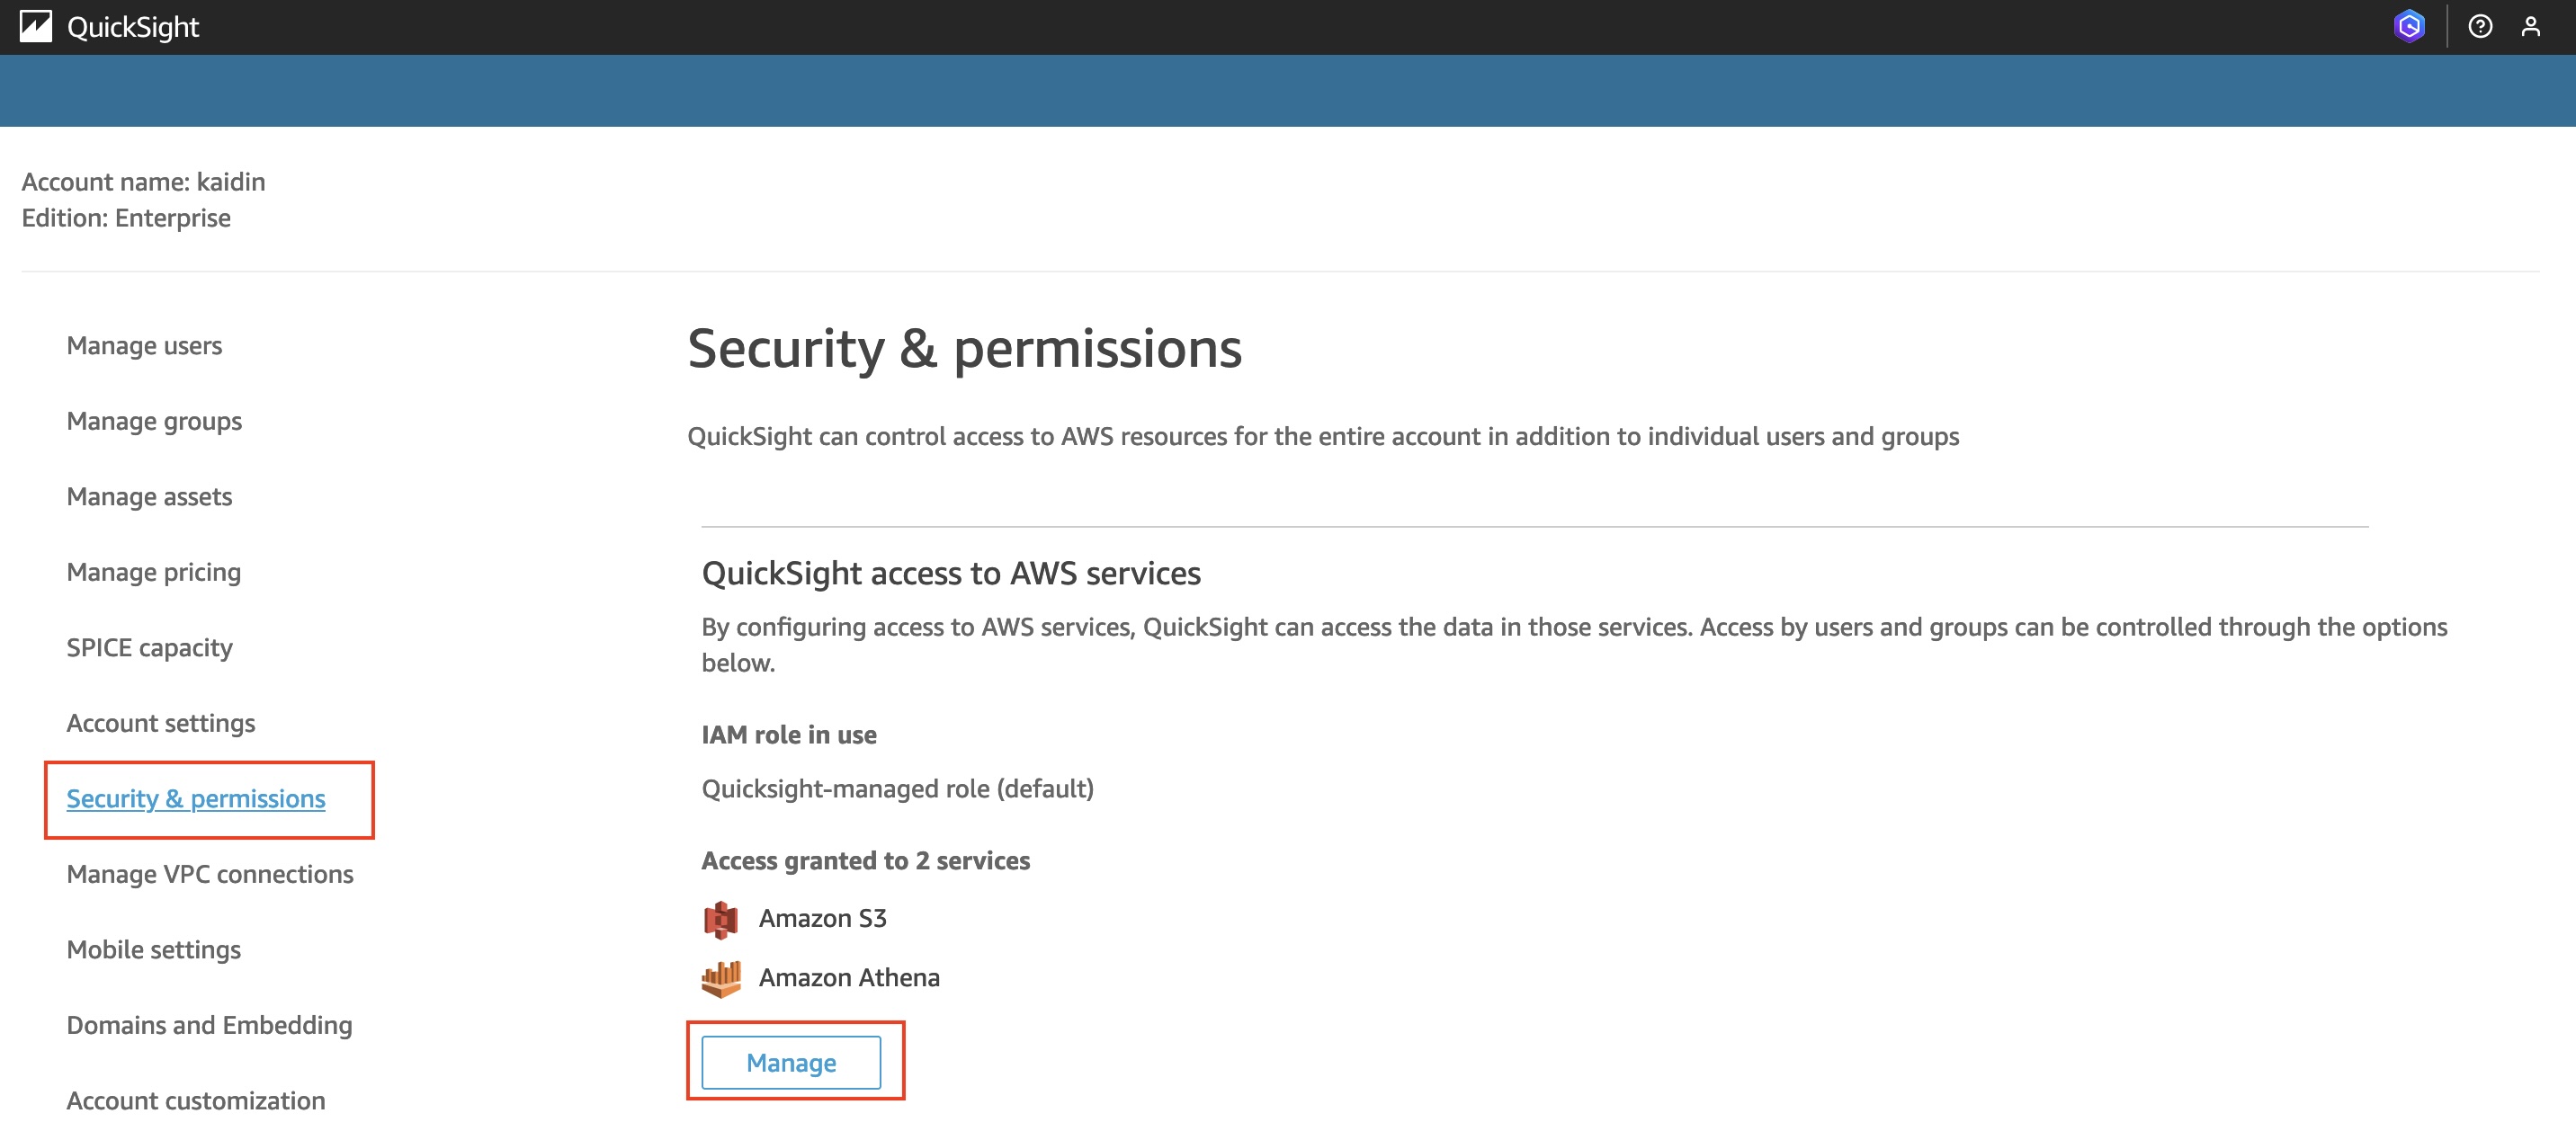 QuickSight
Account name: kaidin
Edition: Enterprise
Manage users
Manage groups
Manage assets
Manage pricing
SPICE capacity
Account settings
Security & permissions
Manage VPC connections
Mobile settings
Domains and Embedding
Account customization
Security & permissions
QuickSight can control access to AWS resources for the entire account in addition to individual users and groups
QuickSight access to AWS services
By configuring access to AWS services, QuickSight can access the data in those services. Access by users and groups can be controlled through the options
below.
IAM role in use
Quicksight-managed role (default)
Access granted to 2 services
Amazon S3
Amazon Athena
Manage